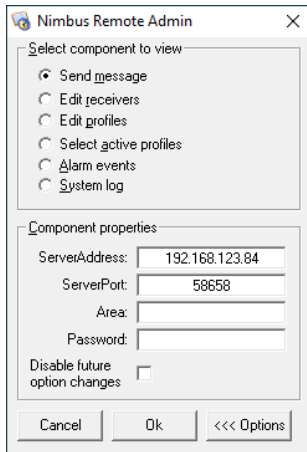 Nimbus Remote Admin
Select component to view
Send message
Edit receivers
Edit profiles
Select active profiles
Alarm events
System log
Component properties
ServerAddress: 192.168.123.84
ServerPort: 58658
Area:
Password:
Disable future
option changes
Cancel Ok <<< Options